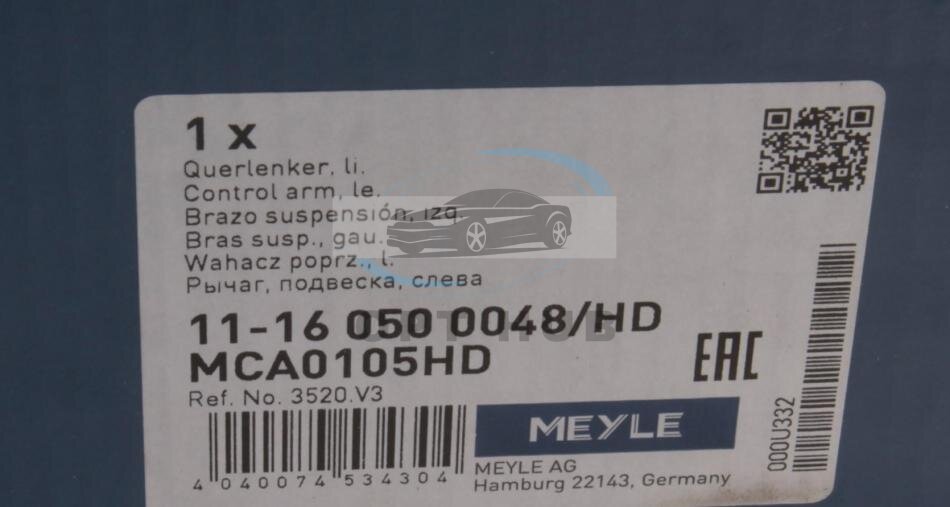 1 x
Querlenker, li.
Control arm, le.
Brazo suspensión, izq.
Bras susp., gau.
Wahacz poprz., l.
Рычаг, подвеска, слева
11-16 050 0048/HD
MCA0105HD
Ref. No. 3520.V3
EAC
000U332
4 040074 534304
MEYLE
MEYLE AG
Hamburg 22143, Germany